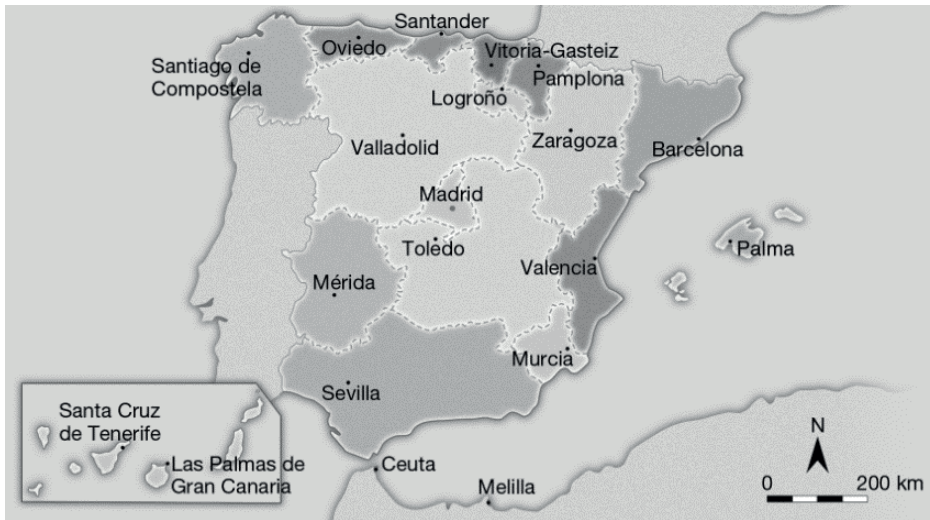 Santander
Oviedo
Vitoria-Gasteiz
Santiago de
Compostela
Pamplona
Logroño
Valladolid
Zaragoza
Barcelona
Madrid
Toledo
Palma
Valencia
Mérida
Murcia
Sevilla
Santa Cruz
de Tenerife
Las Palmas de
Gran Canaria
Ceuta
Melilla
N
0 200 km